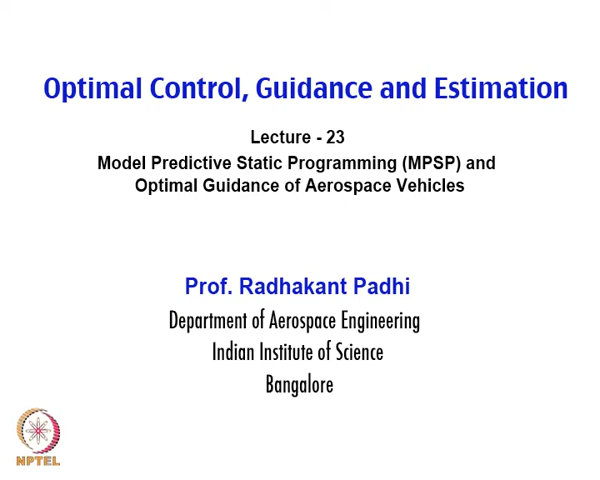 Optimal Control, Guidance and Estimation
Lecture - 23
Model Predictive Static Programming (MPSP) and
Optimal Guidance of Aerospace Vehicles
Prof. Radhakant Padhi
Department of Aerospace Engineering
Indian Institute of Science
Bangalore
NPTEL